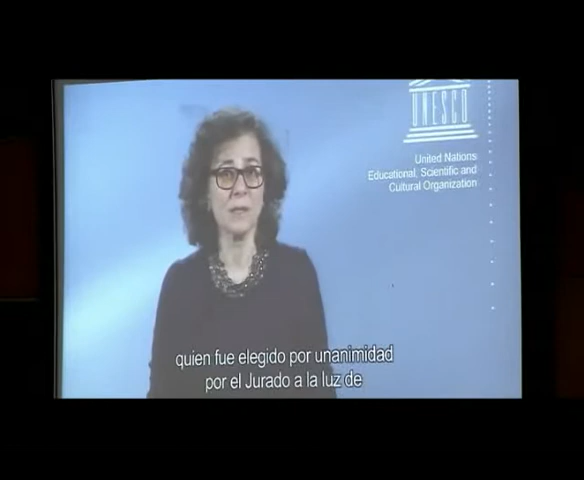 UNESCO
United Nations
Educational, Scientific and
Cultural Organization
quien fue elegido por unanimidad
por el Jurado a la luz de